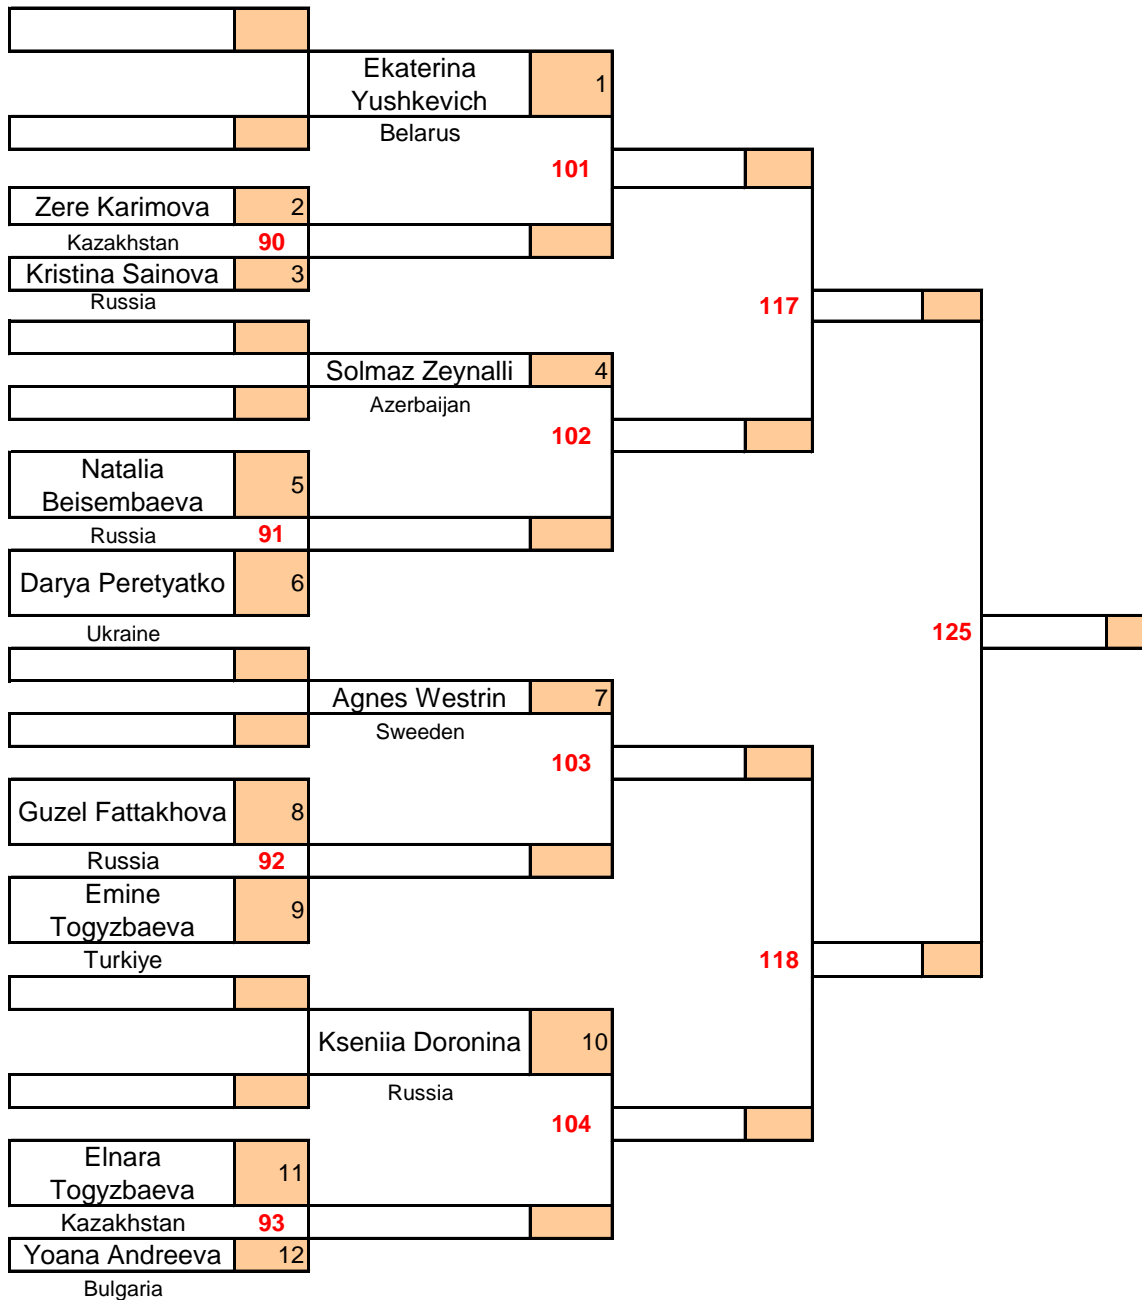 Ekaterina
Yushkevich
1
Belarus
101
Zere Karimova 2
Kazakhstan 90
Kristina Sainova 3
Russia
117
Solmaz Zeynalli 4
Azerbaijan
102
Natalia
Beisembaeva
5
Russia 91
Darya Peretyatko 6
Ukraine
125
Agnes Westrin 7
Sweeden
103
Guzel Fattakhova 8
Russia 92
Emine
Togyzbaeva
9
Turkiye
118
Kseniia Doronina 10
Russia
104
Elnara
Togyzbaeva
11
Kazakhstan 93
Yoana Andreeva 12
Bulgaria